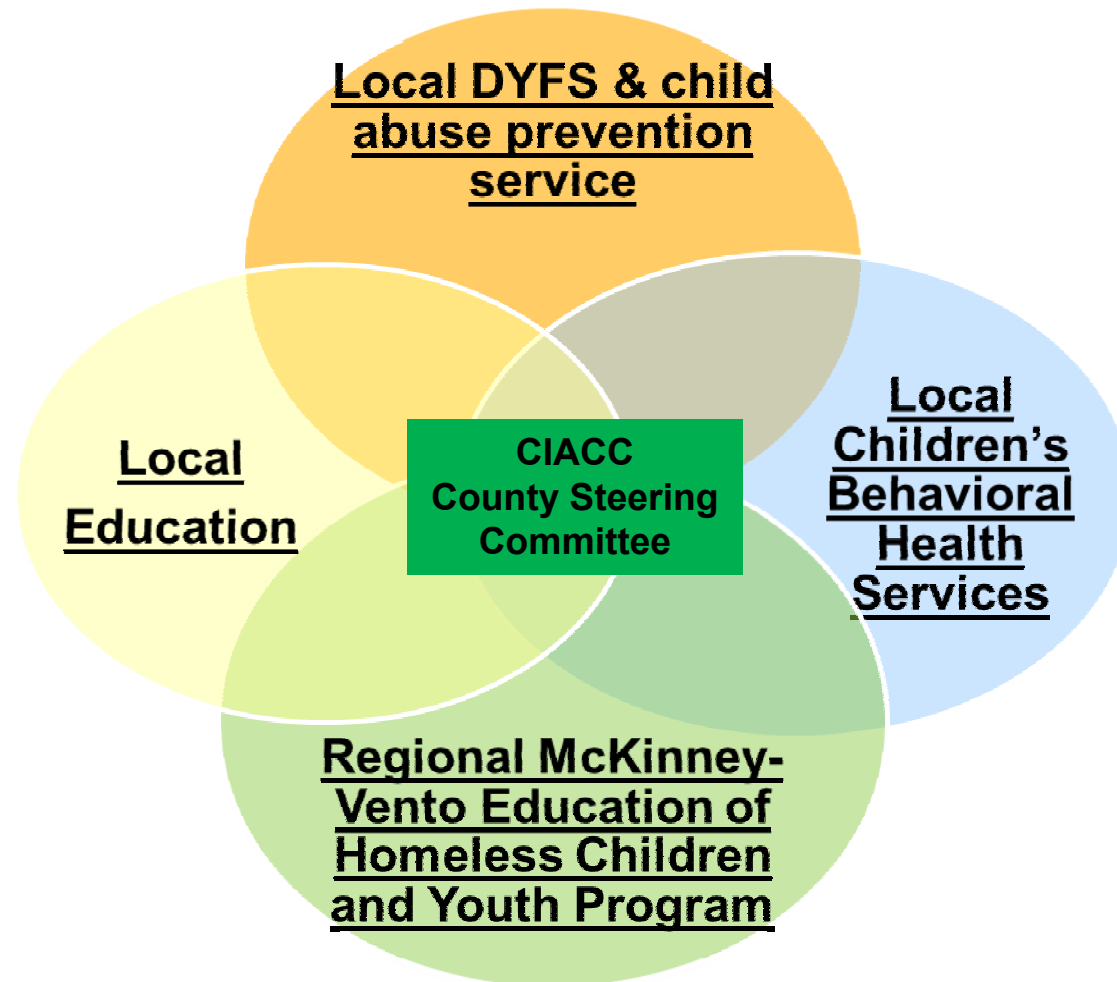 Local DYFS & child
abuse prevention
service
Local
Education
CIACC
County Steering
Committee
Local
Children’s
Behavioral
Health
Services
Regional McKinney-
Vento Education of
Homeless Children
and Youth Program